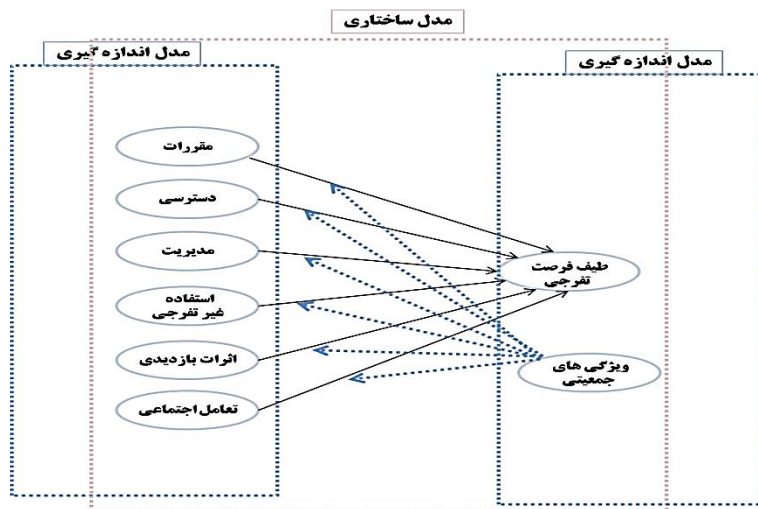 مدل ساختاری
مدل اندازه گیری
مدل اندازه گیری
مقررات
دسترسی
مدیریت
استفاده
غیر تفرجی
اثرات بازدیدی
تعامل اجتماعی
طیف فرصت
تفرجی
ویژگی های
جمعیتی